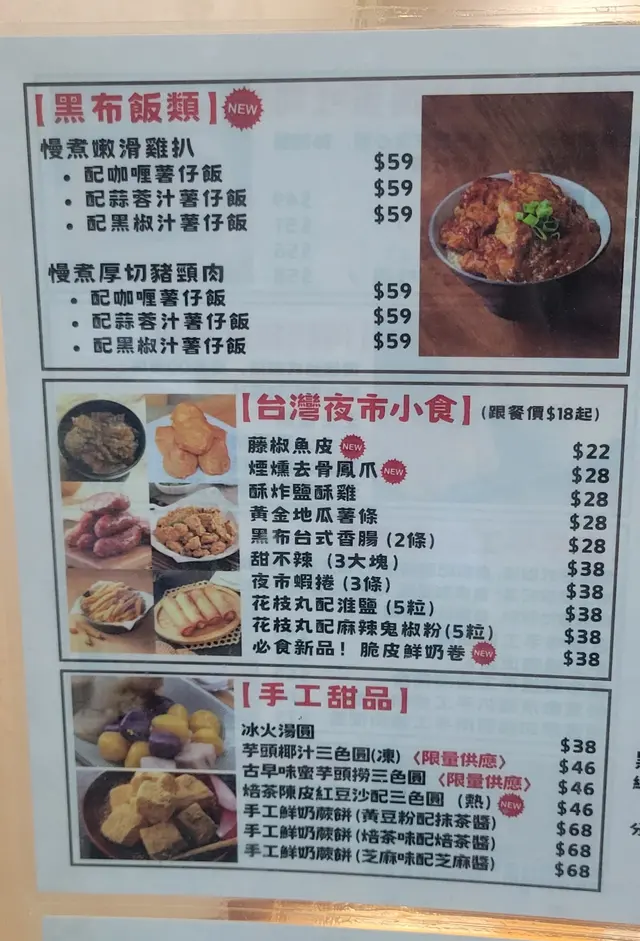 【黑布飯類】NEW
慢煮嫩滑雞扒
• 配咖喱薯仔飯 $59
• 配蒜蓉汁薯仔飯 $59
• 配黑椒汁薯仔飯 $59
慢煮厚切豬頸肉
• 配咖喱薯仔飯 $59
• 配蒜蓉汁薯仔飯 $59
• 配黑椒汁薯仔飯 $59
【台灣夜市小食】(跟餐價$18起)
藤椒魚皮 NEW $22
煙燻去骨鳳爪 NEW $28
酥炸鹽酥雞 $28
黃金地瓜薯條 $28
黑布台式香腸 (2條) $28
甜不辣 (3大塊) $38
夜市蝦捲 (3條) $38
花枝丸配淮鹽 (5粒) $38
花枝丸配麻辣鬼椒粉(5粒) $38
必食新品! 脆皮鮮奶卷 NEW $38
【手工甜品】
冰火湯圓 $38
芋頭椰汁三色圓(凍) 〈限量供應〉 $46
古早味蜜芋頭撈三色圓 〈限量供應〉 $46
焙茶陳皮紅豆沙配三色圓 (熱) NEW $46
手工鮮奶蕨餅 (黃豆粉配抹茶醬) $68
手工鮮奶蕨餅 (焙茶味配焙茶醬) $68
手工鮮奶蕨餅 (芝麻味配芝麻醬) $68